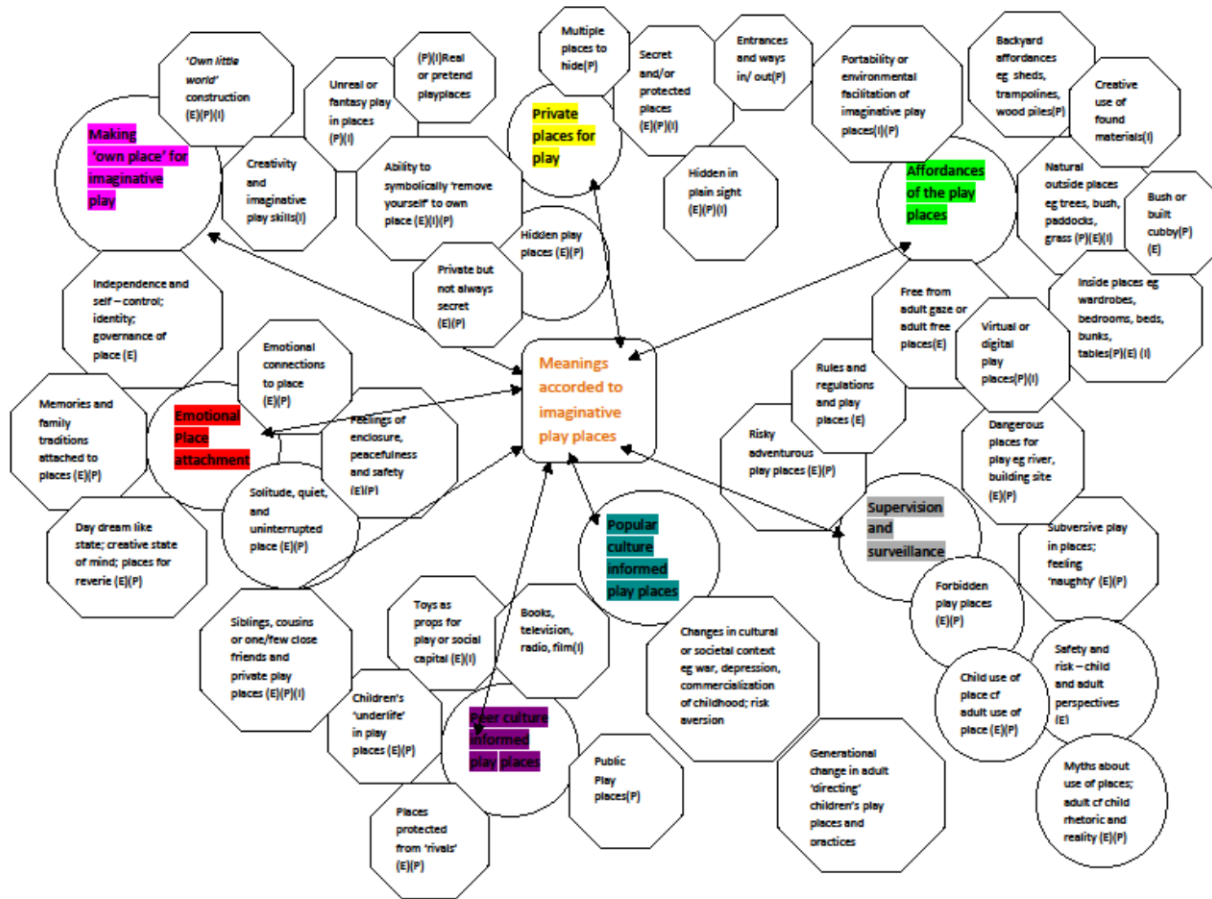 'Own little
world'
construction
(E)(P)(I)
Unreal or
fantasy play
in places
(P)(I)
(P)(I)Real
or pretend
playplaces
Multiple
places to
hide(P)
Secret
and/or
protected
places
(E)(P)(I)
Entrances
and ways
in/ out(P)
Portability or
environmental
facilitation of
imaginative play
places(I)(P)
Backyard
affordances
eg sheds,
trampolines,
wood piles(P)
Creative
use of
found
materials(I)
Making
'own place' for
imaginative
play
Creativity
and
imaginative
play skills(I)
Ability to
symbolically 'remove
yourself' to own
place (E)(I)(P)
Private
places for
play
Hidden in
plain sight
(E)(P)(I)
Affordances
of the play
places
Natural
outside places
eg trees, bush,
paddocks,
grass (P)(E)(I)
Bush or
built
cubby(P)
(E)
Hidden play
places (E)(P)
Private but
not always
secret
(E)(P)
Independence and
self – control;
identity;
governance of
place (E)
Free from
adult gaze or
adult free
places(E)
Inside places eg
wardrobes,
bedrooms, beds,
bunks,
tables(P)(E) (I)
Virtual or
digital
play
places(P)(I)
Emotional
connections
to place
(E)(P)
Meanings
accorded to
imaginative
play places
Rules and
regulations
and play
places (E)
Memories and
family
traditions
attached to
places (E)(P)
Emotional
Place
attachment
Feelings of
enclosure,
peacefulness
and safety
(E)(P)
Risky
adventurous
play places (E)(P)
Dangerous
places for
play eg river,
building site
(E)(P)
Solitude, quiet,
and
uninterrupted
place (E)(P)
Day dream like
state; creative state
of mind; places for
reverie (E)(P)
Popular
culture
informed
play places
Supervision
and
surveillance
Subversive play
in places;
feeling
'naughty' (E)(P)
Forbidden
play places
(E)(P)
Siblings, cousins
or one/few close
friends and
private play
places (E)(P)(I)
Toys as
props for
play or social
capital (E)(I)
Books,
television,
radio, film(I)
Changes in cultural
or societal context
eg war, depression,
commercialization
of childhood; risk
aversion
Child use of
place cf
adult use of
place (E)(P)
Safety and
risk – child
and adult
perspectives
(E)
Children's
'underlife'
in play
places (E)(P)
Peer culture
informed
play places
Public
Play
places(P)
Generational
change in adult
'directing'
children's play
places and
practices
Myths about
use of places;
adult cf child
rhetoric and
reality (E)(P)
Places
protected
from 'rivals'
(E)(P)